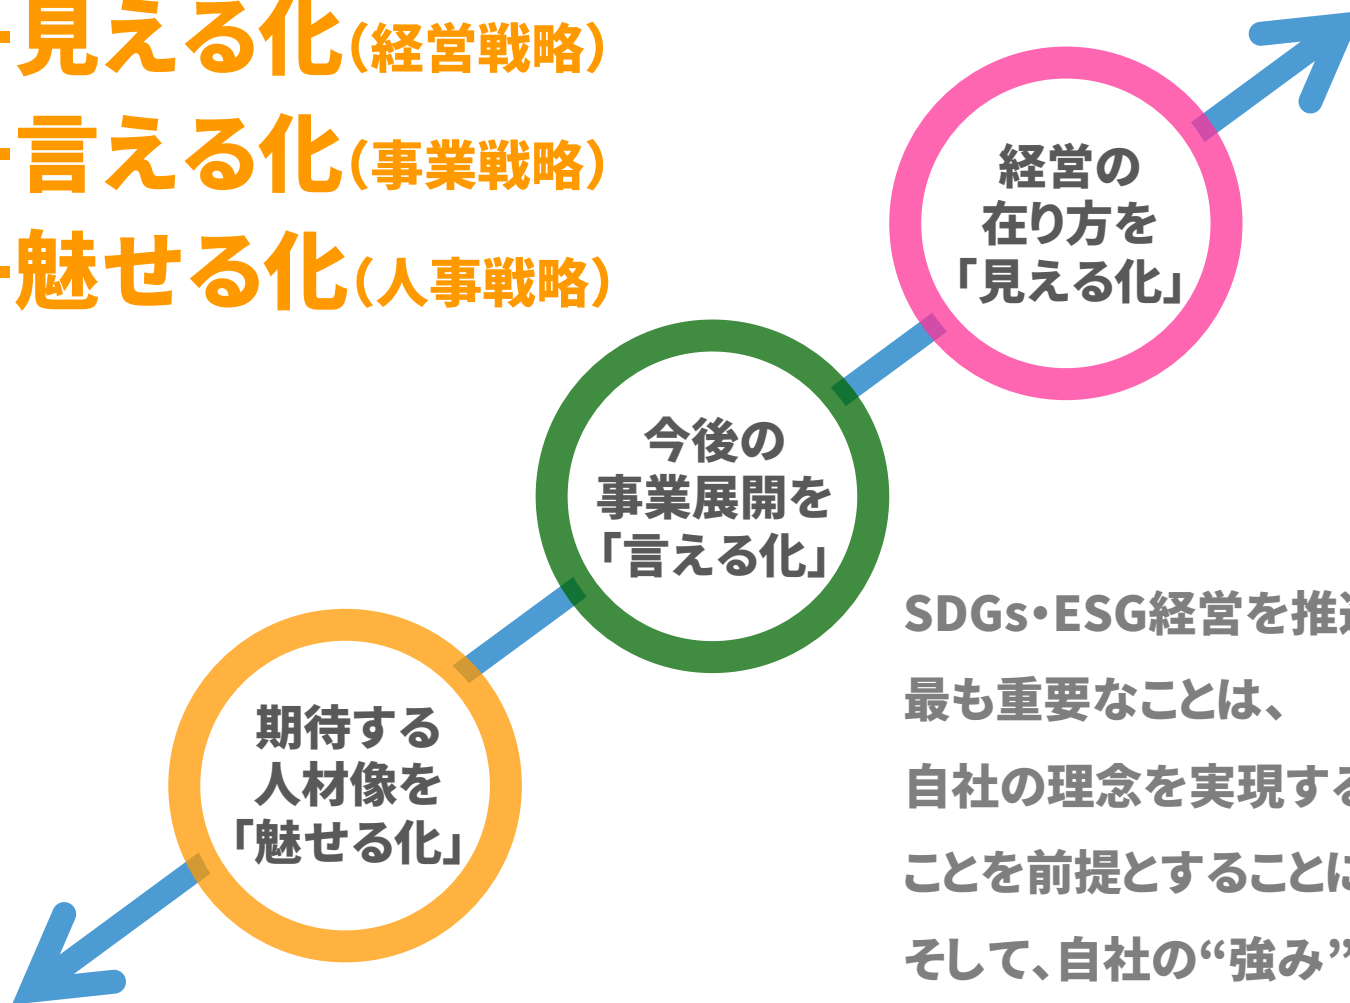 見える化(経営戦略)
言える化(事業戦略)
魅せる化(人事戦略)
経営の
在り方を
「見える化」
今後の
事業展開を
「言える化」
期待する
人材像を
「魅せる化」
SDGs・ESG経営を推進
最も重要なことは、
自社の理念を実現する
ことを前提とすることに
そして、自社の“強み”